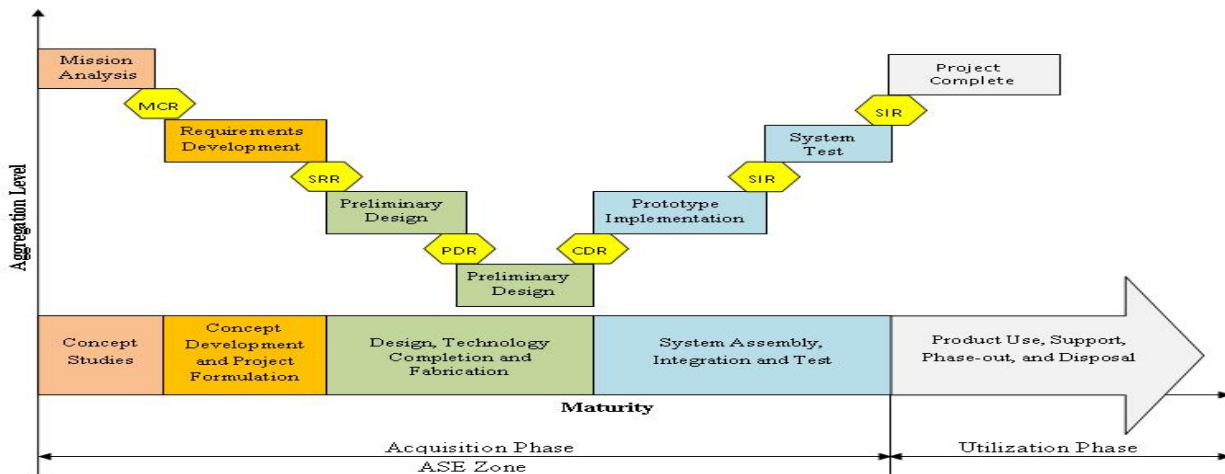 Aggregation Level
Mission
Analysis
MCR
Requirements
Development
SRR
Preliminary
Design
PDR
Preliminary
Design
CDR
Prototype
Implementation
SIR
System
Test
SIR
Project
Complete
Concept
Studies
Concept
Development
and Project
Formulation
Design, Technology
Completion and
Fabrication
System Assembly,
Integration and Test
Product Use, Support,
Phase-out, and Disposal
Maturity
Acquisition Phase
Utilization Phase
ASE Zone